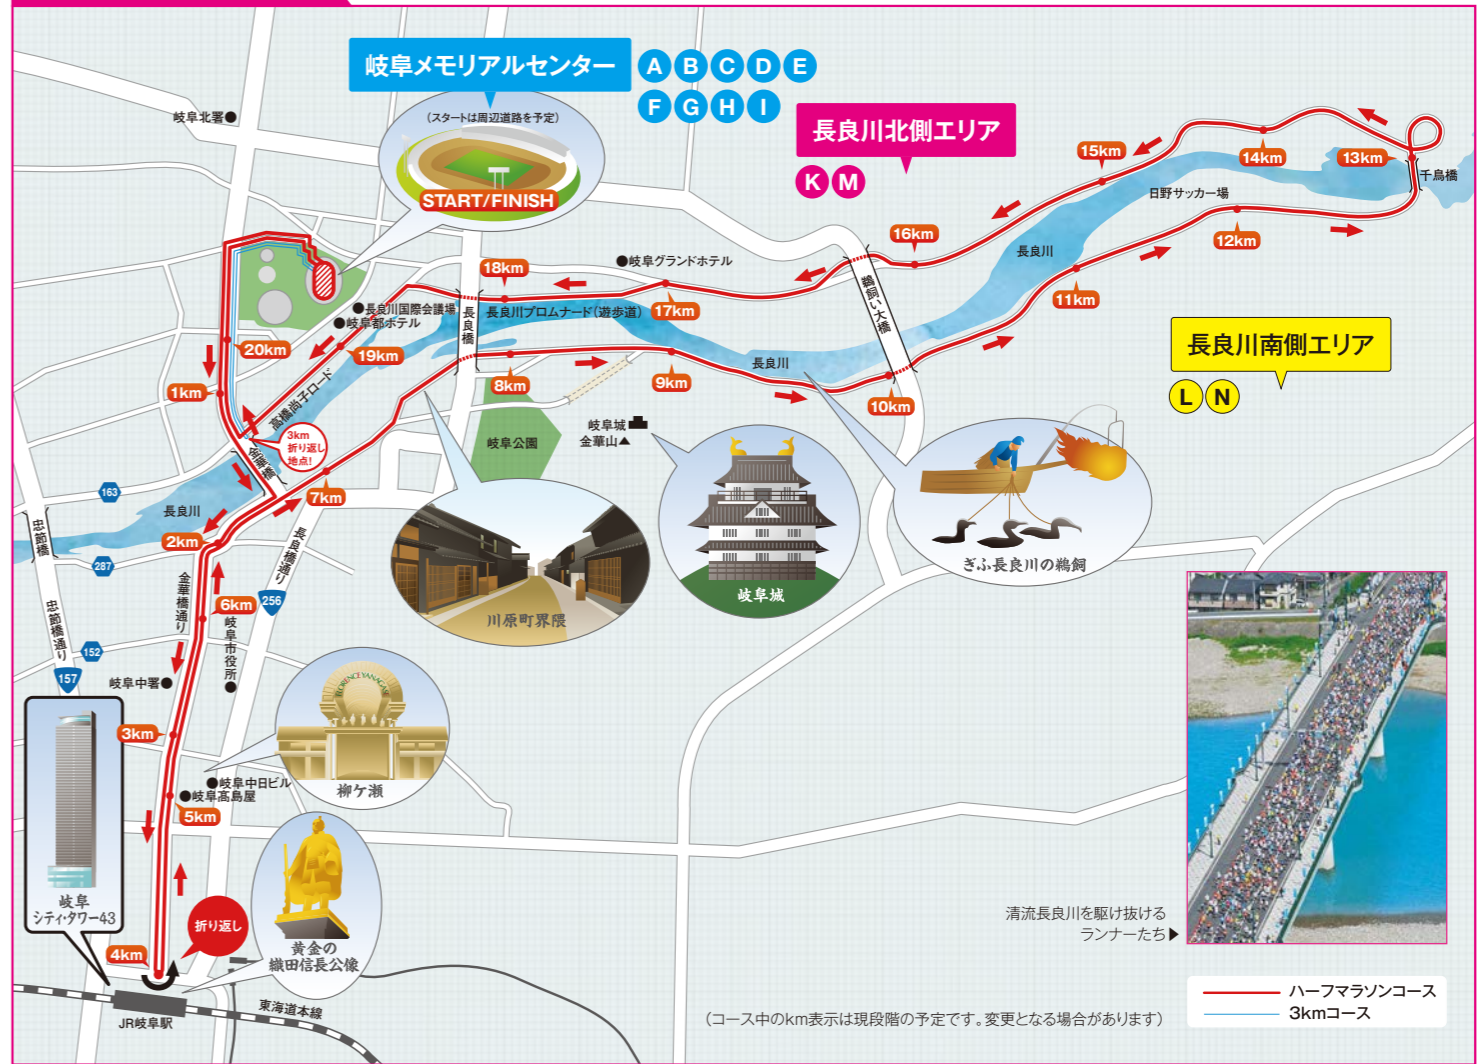 岐阜メモリアルセンター
A B C D E
F G H I
(スタートは周辺道路を予定)
START/FINISH
岐阜北署
長良川北側エリア
K M
15km
14km
13km
千鳥橋
日野サッカー場
12km
16km
長良川
11km
岐阜グランドホテル
鵜飼い大橋
18km
17km
長良川国際会議場
長良川プロムナード(遊歩道)
長良橋
岐阜都ホテル
20km
19km
長良川南側エリア
L N
長良川
8km
9km
10km
1km
高橋尚子ロード
3km
折り返し
地点!
金華橋
岐阜公園
岐阜城
金華山▲
7km
163
長良川
忠節橋
2km
287
長良橋通り
金華橋通り
6km
256
岐阜市役所
忠節橋通り
152
157
岐阜中署
川原町界隈
岐阜城
ぎふ長良川の鵜飼
3km
FLORENCE YANAGASE
柳ケ瀬
岐阜中日ビル
岐阜髙島屋
5km
岐阜
シティ・タワー43
折り返し
4km
黄金の
織田信長公像
JR岐阜駅
東海道本線
清流長良川を駆け抜ける
ランナーたち▶
ハーフマラソンコース
3kmコース
(コース中のkm表示は現段階の予定です。変更となる場合があります)